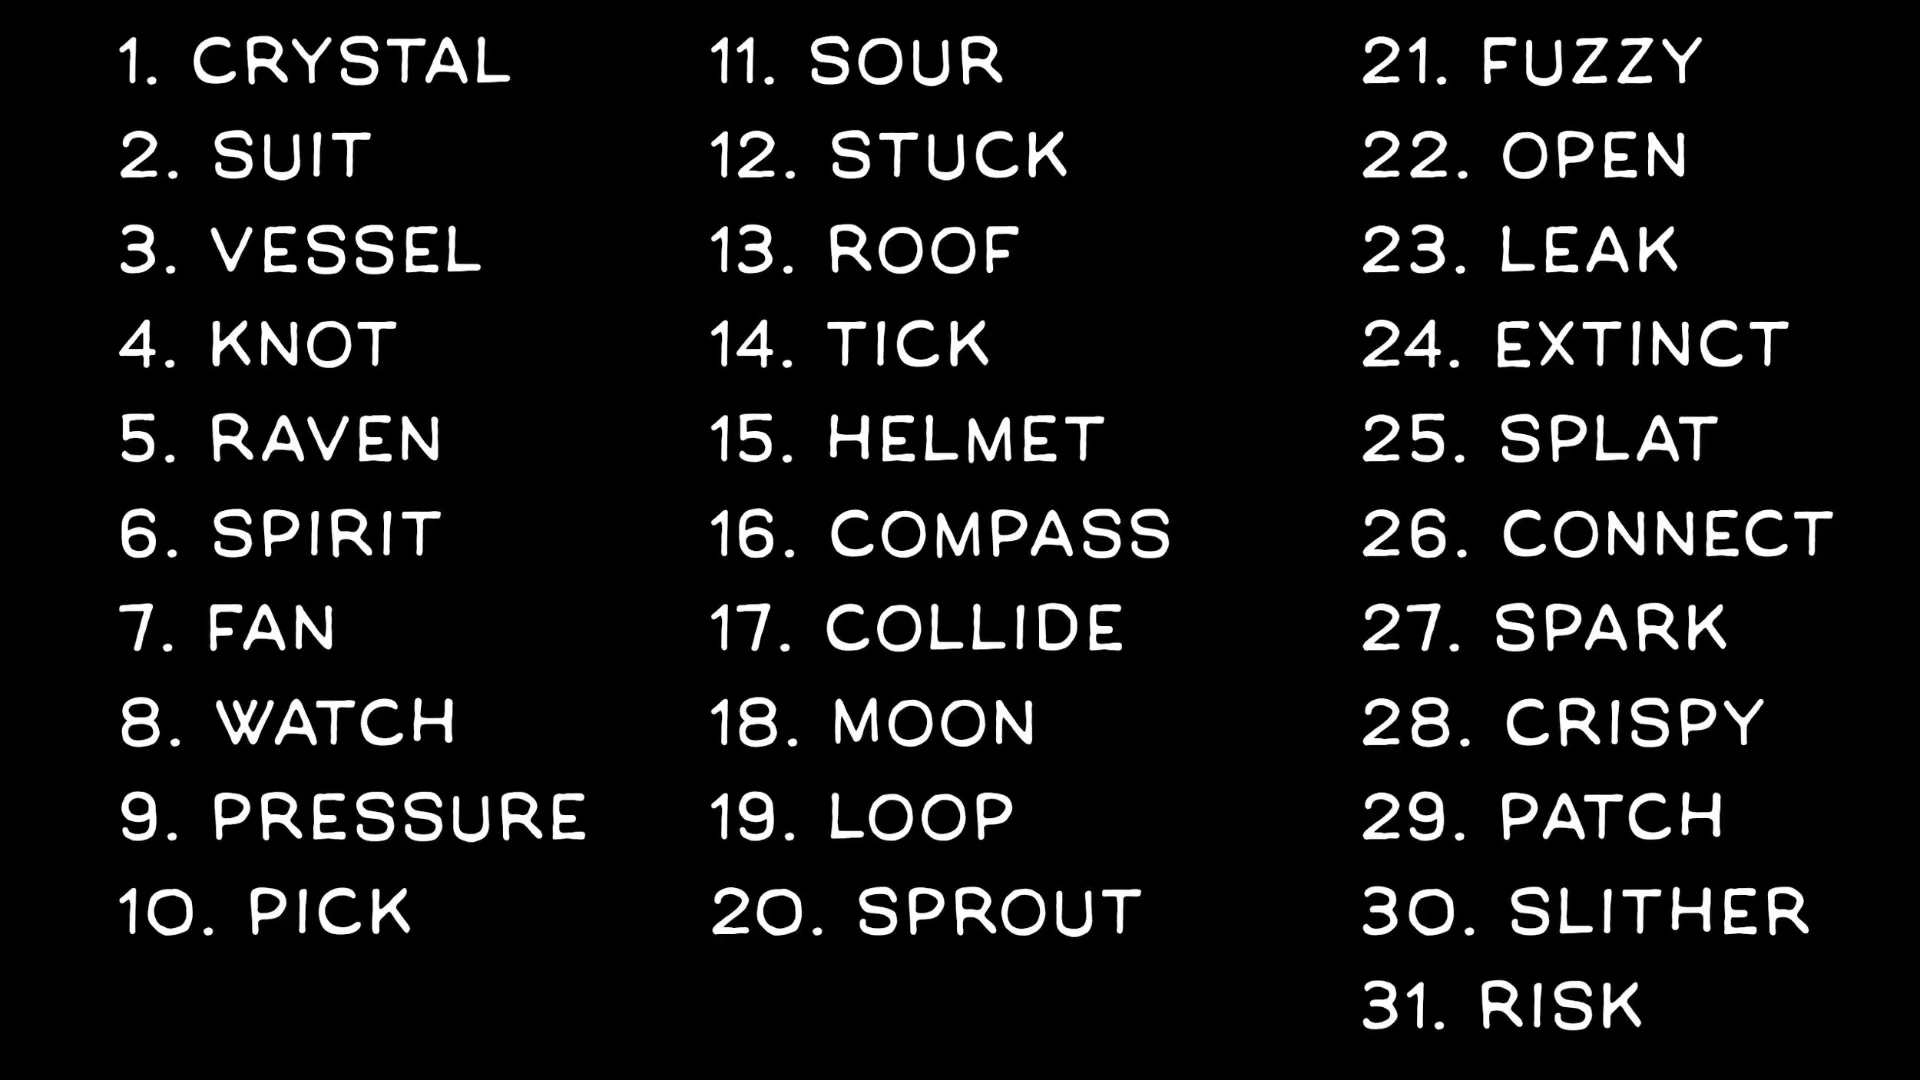 1. CRYSTAL
2. SUIT
3. VESSEL
4. KNOT
5. RAVEN
6. SPIRIT
7. FAN
8. WATCH
9. PRESSURE
10. PICK
11. SOUR
12. STUCK
13. ROOF
14. TICK
15. HELMET
16. COMPASS
17. COLLIDE
18. MOON
19. LOOP
20. SPROUT
21. FUZZY
22. OPEN
23. LEAK
24. EXTINCT
25. SPLAT
26. CONNECT
27. SPARK
28. CRISPY
29. PATCH
30. SLITHER
31. RISK